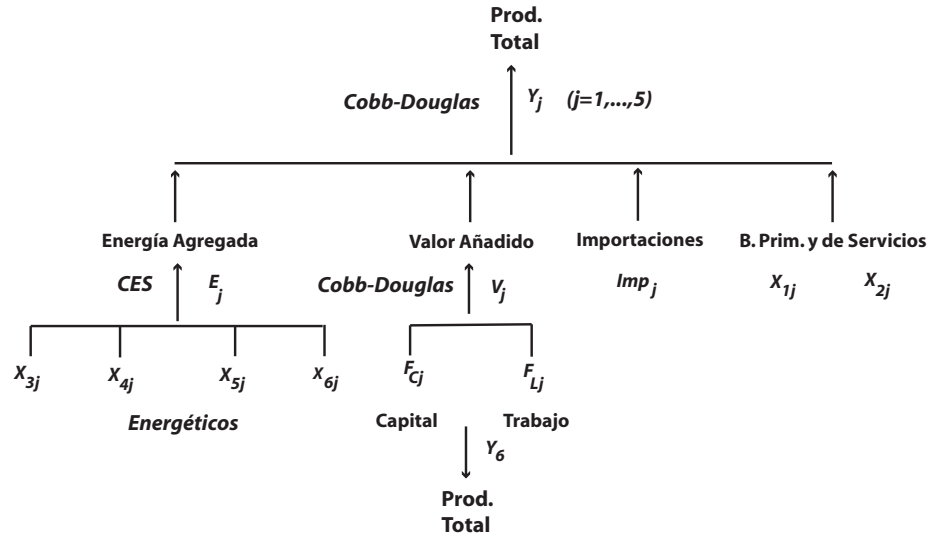 Prod.
Total
Cobb-Douglas Y_j (j=1,...,5)
Energía Agregada Valor Añadido Importaciones B. Prim. y de Servicios
CES E_j Cobb-Douglas V_j Imp_j X_1j X_2j
X_3j X_4j X_5j X_6j F_Cj F_Lj
Energéticos Capital Trabajo
Y_6
Prod.
Total